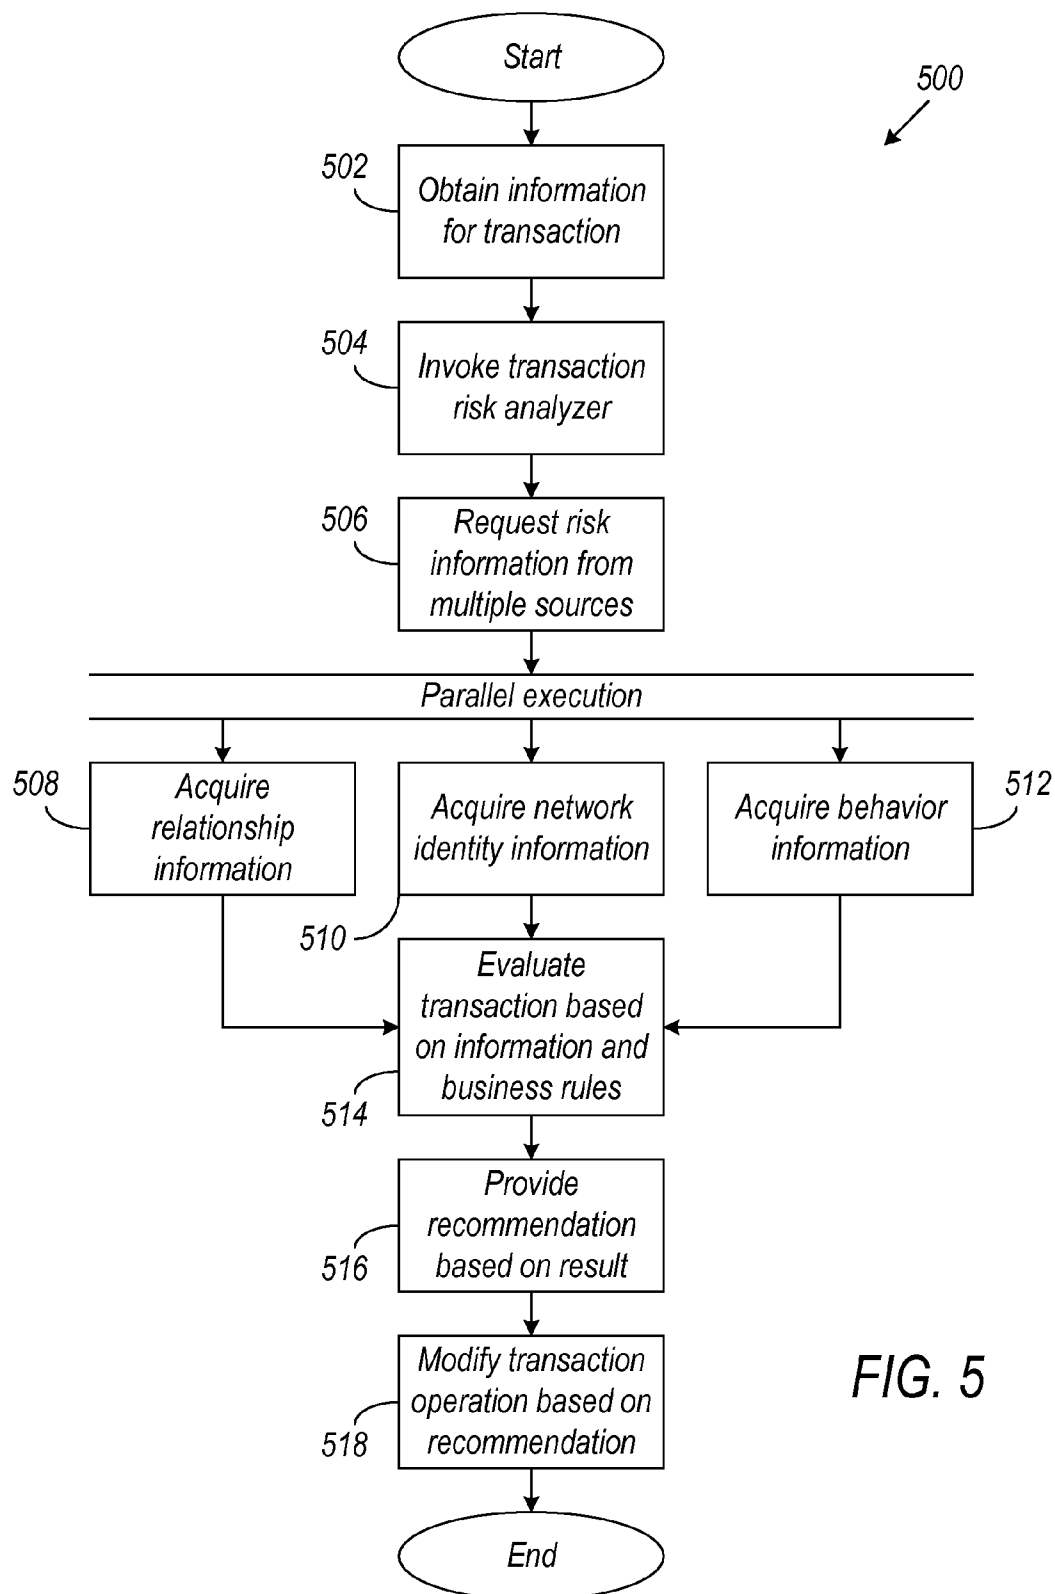 Start
500
502
Obtain information
for transaction
504
Invoke transaction
risk analyzer
506
Request risk
information from
multiple sources
Parallel execution
508
Acquire
relationship
information
Acquire network
identity information
510
Acquire behavior
information
512
Evaluate
transaction based
on information and
business rules
514
Provide
recommendation
based on result
516
Modify transaction
operation based on
recommendation
518
FIG. 5
End